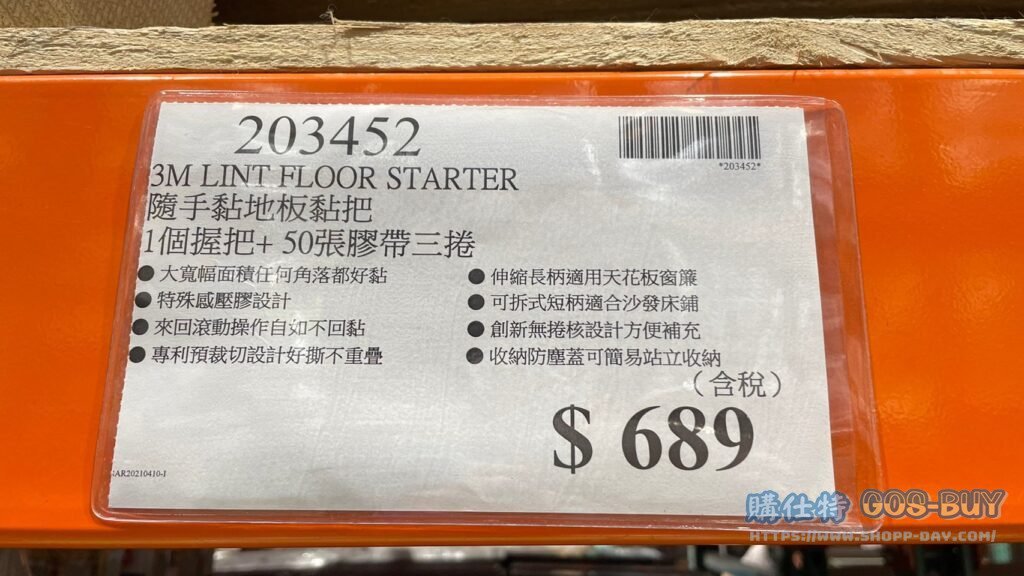 203452
*203452*
3M LINT FLOOR STARTER
隨手黏地板黏把
1個握把+ 50張膠帶三捲
●大寬幅面積任何角落都好黏
●特殊感壓膠設計
●來回滾動操作自如不回黏
●專利預裁切設計好撕不重疊
●伸縮長柄適用天花板窗簾
●可拆式短柄適合沙發床鋪
●創新無捲核設計方便補充
●收納防塵蓋可簡易站立收納
（含稅）
$ 689
AR20210410-1
購仕特 GOS-BUY
HTTPS://WWW.SHOPP-DAY.COM/